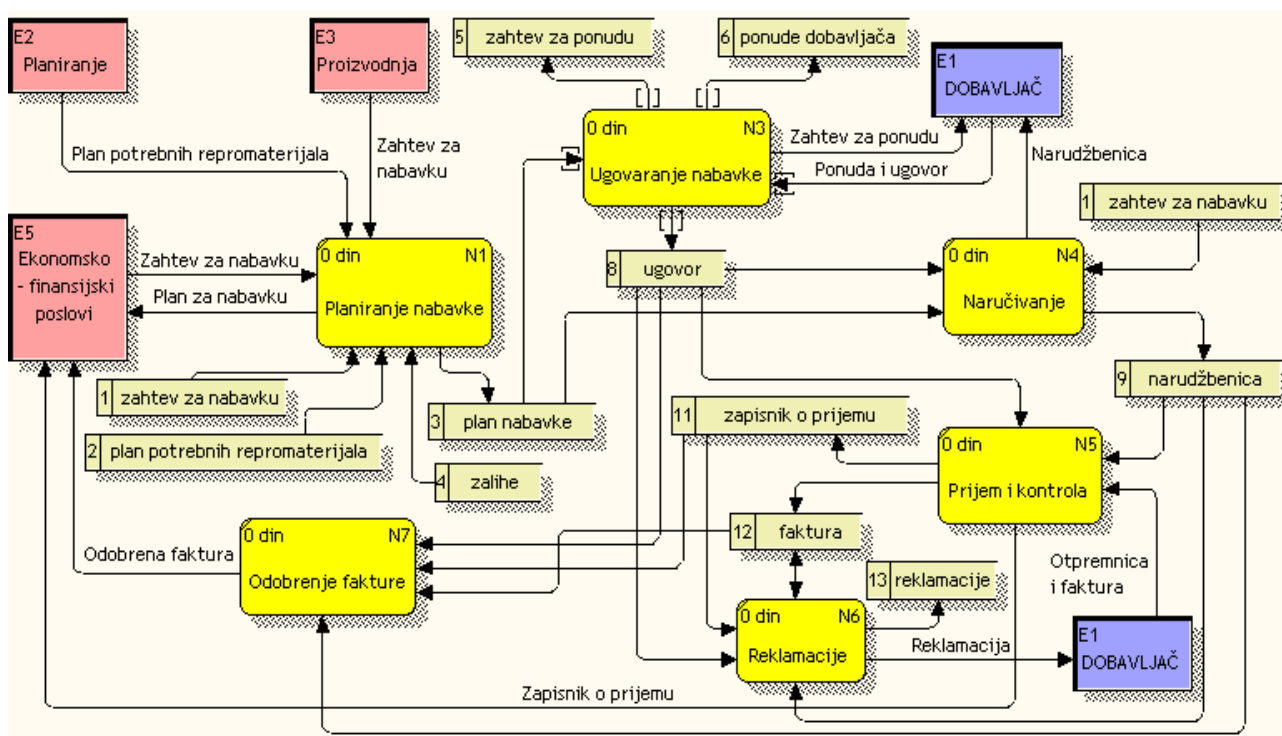 E2
Planiranje
E3
Proizvodnja
5 zahtev za ponudu
6 ponude dobavljača
E1
DOBAVLJAČ
Plan potrebnih repromaterijala
Zahtev za
nabavku
0 din N3
Ugovaranje nabavke
Zahtev za ponudu
Ponuda i ugovor
Narudžbenica
1 zahtev za nabavku
E5
Ekonomsko
- finansijski
poslovi
Zahtev za nabavku
Plan za nabavku
0 din N1
Planiranje nabavke
8 ugovor
0 din N4
Naručivanje
1 zahtev za nabavku
2 plan potrebnih repromaterijala
3 plan nabavke
4 zalihe
11 zapisnik o prijemu
9 narudžbenica
0 din N5
Prijem i kontrola
0 din N7
Odobrenje fakture
Odobrena faktura
12 faktura
13 reklamacije
Otpremnica
i faktura
0 din N6
Reklamacije
Reklamacija
E1
DOBAVLJAČ
Zapisnik o prijemu